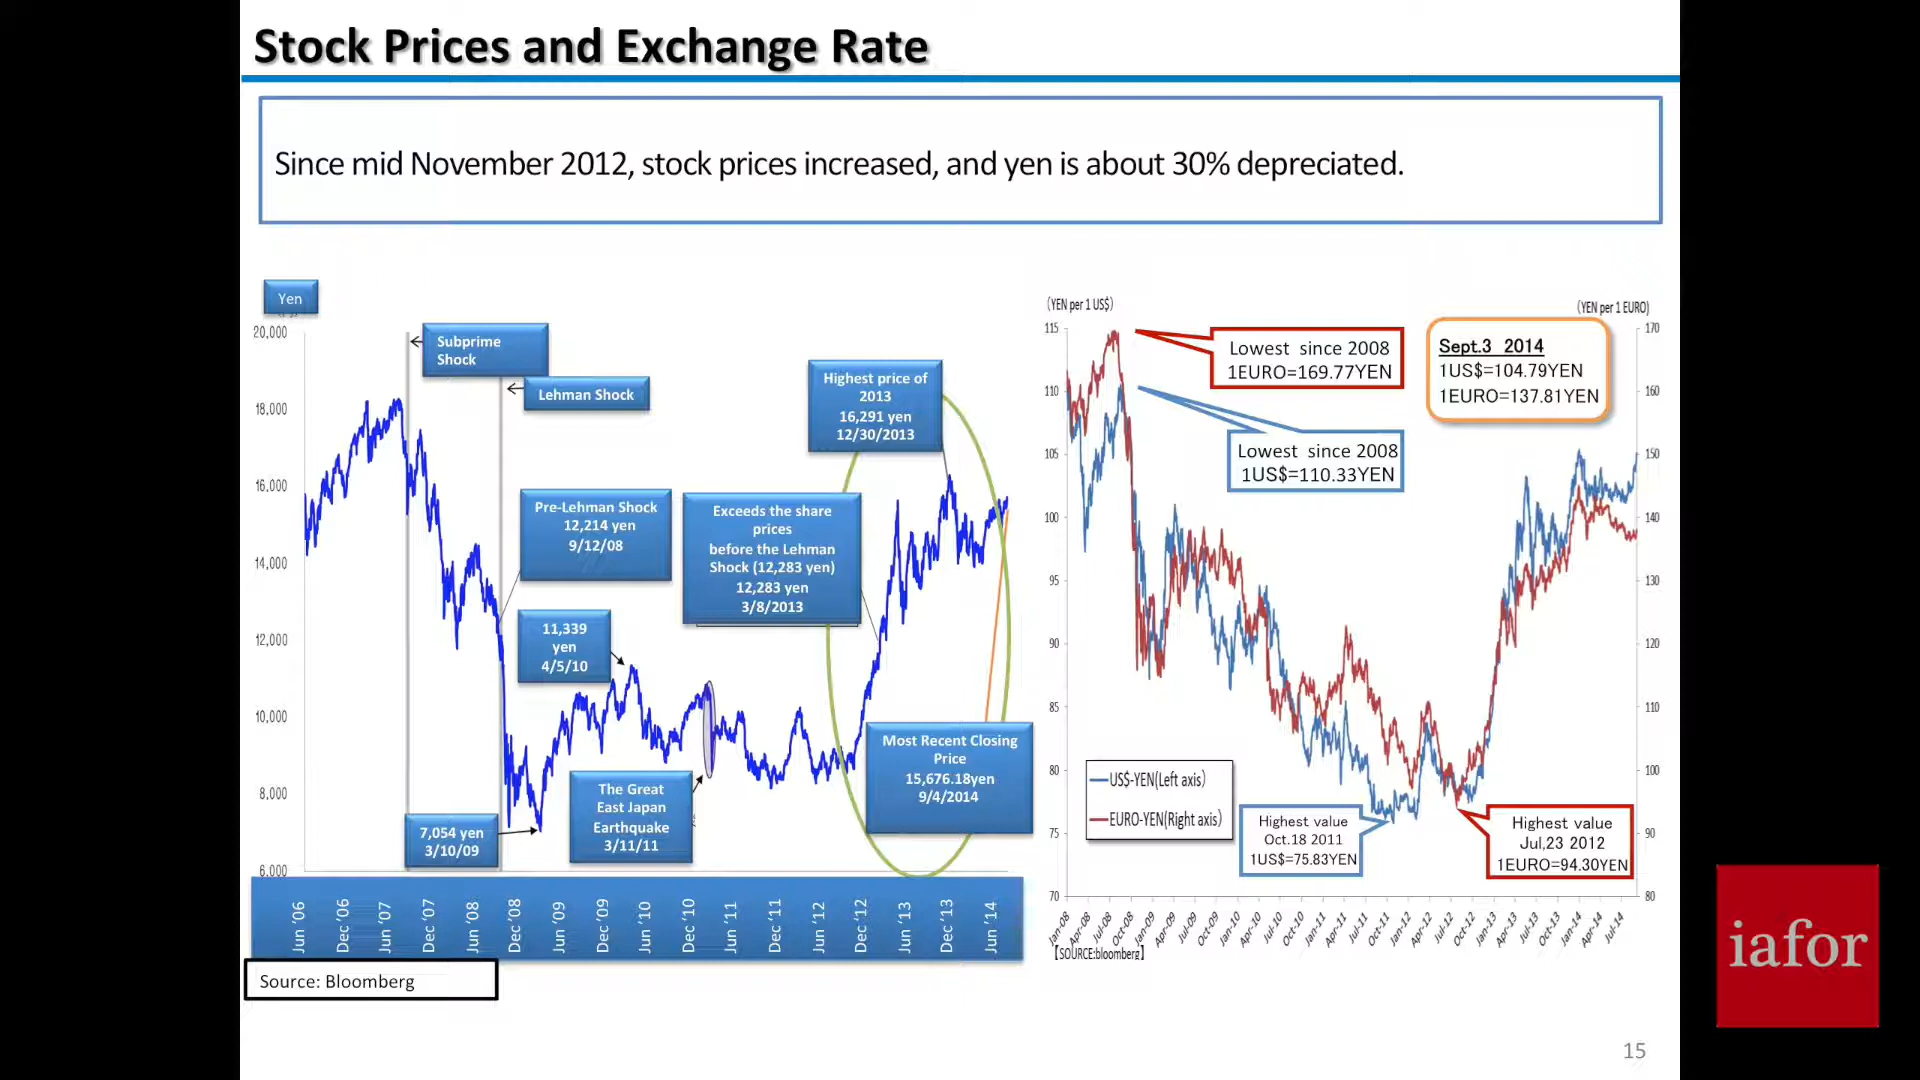 Stock Prices and Exchange Rate
Since mid November 2012, stock prices increased, and yen is about 30% depreciated.
Yen
20,000
18,000
16,000
14,000
12,000
10,000
8,000
6,000
Subprime
Shock
Lehman Shock
Highest price of
2013
16,291 yen
12/30/2013
Pre-Lehman Shock
12,214 yen
9/12/08
Exceeds the share
prices
before the Lehman
Shock (12,283 yen)
12,283 yen
3/8/2013
11,339
yen
4/5/10
Most Recent Closing
Price
15,676.18yen
9/4/2014
The Great
East Japan
Earthquake
3/11/11
7,054 yen
3/10/09
Jun '06
Dec '06
Jun '07
Dec '07
Jun '08
Dec '08
Jun '09
Dec '09
Jun '10
Dec '10
Jun '11
Dec '11
Jun '12
Dec '12
Jun '13
Dec '13
Jun '14
Source: Bloomberg
(YEN per 1 US$)
(YEN per 1 EURO)
115
110
105
100
95
90
85
80
75
70
170
160
150
140
130
120
110
100
90
80
Lowest since 2008
1EURO=169.77YEN
Sept.3 2014
1US$=104.79YEN
1EURO=137.81YEN
Lowest since 2008
1US$=110.33YEN
US$-YEN(Left axis)
EURO-YEN(Right axis)
Highest value
Oct.18 2011
1US$=75.83YEN
Highest value
Jul,23 2012
1EURO=94.30YEN
Jan-08
Apr-08
Jul-08
Oct-08
Jan-09
Apr-09
Jul-09
Oct-09
Jan-10
Apr-10
Jul-10
Oct-10
Jan-11
Apr-11
Jul-11
Oct-11
Jan-12
Apr-12
Jul-12
Oct-12
Jan-13
Apr-13
Jul-13
Oct-13
Jan-14
Apr-14
Jul-14
【SOURCE:bloomberg】
iafor
15